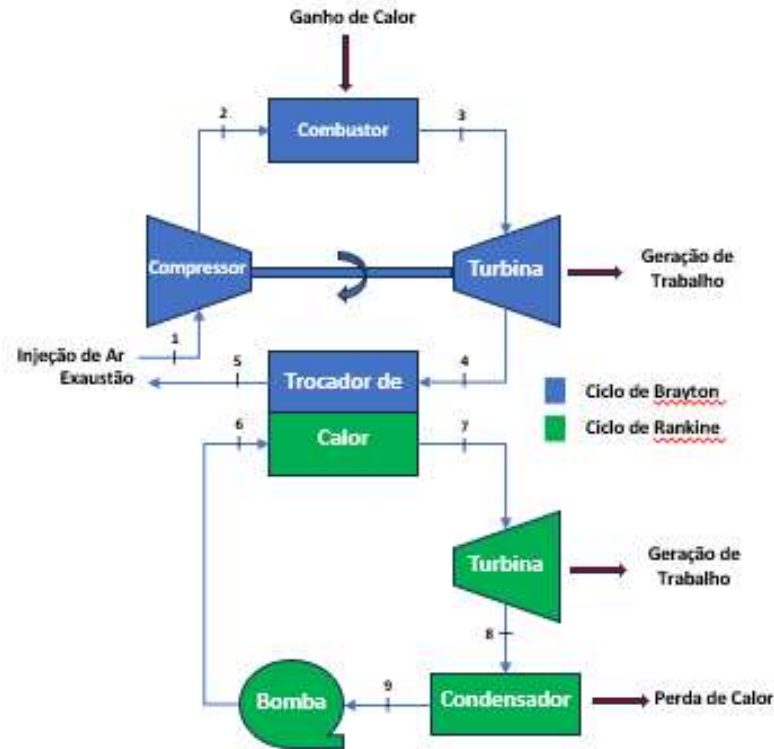 Ganho de Calor
2
3
Combustor
Compressor
Turbina
Geração de
Trabalho
1
Injeção de Ar
Exaustão
5
4
Trocador de
Calor
6
7
Ciclo de Brayton
Ciclo de Rankine
Turbina
Geração de
Trabalho
8
Bomba
9
Condensador
Perda de Calor